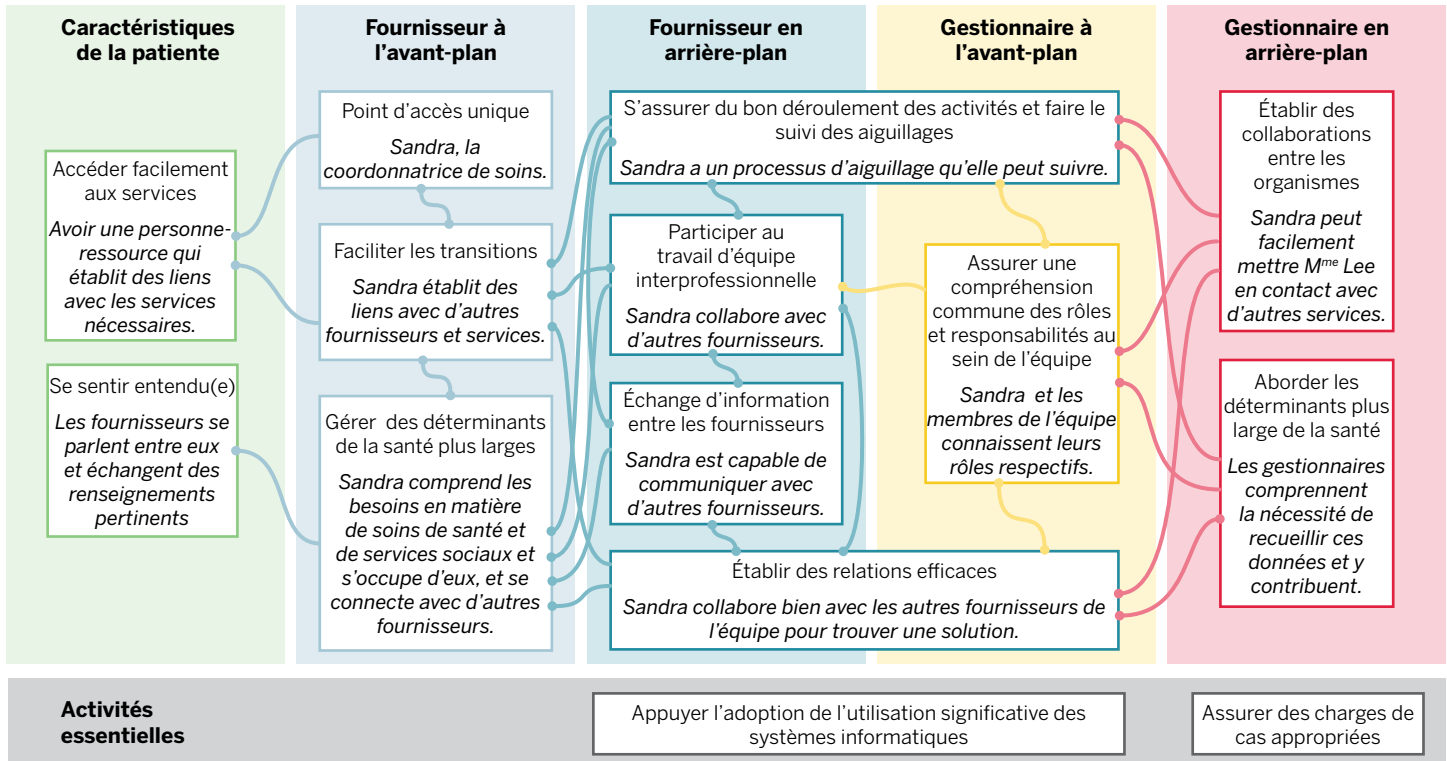 Caractéristiques
de la patiente
Fournisseur à
l’avant-plan
Fournisseur en
arrière-plan
Gestionnaire à
l’avant-plan
Gestionnaire en
arrière-plan
Accéder facilement
aux services
Avoir une personne-
ressource qui
établit des liens
avec les services
nécessaires.
Se sentir entendu(e)
Les fournisseurs se
parlent entre eux
et échangent des
renseignements
pertinents
Point d’accès unique
Sandra, la
coordonnatrice de soins.
Faciliter les transitions
Sandra établit des
liens avec d’autres
fournisseurs et services.
Gérer des déterminants
de la santé plus larges
Sandra comprend les
besoins en matière
de soins de santé et
de services sociaux et
s’occupe d’eux, et se
connecte avec d’autres
fournisseurs.
S’assurer du bon déroulement des activités et faire le
suivi des aiguillages
Sandra a un processus d’aiguillage qu’elle peut suivre.
Participer au
travail d’équipe
interprofessionnelle
Sandra collabore avec
d’autres fournisseurs.
Échange d’information
entre les fournisseurs
Sandra est capable de
communiquer avec
d’autres fournisseurs.
Établir des relations efficaces
Sandra collabore bien avec les autres fournisseurs de
l’équipe pour trouver une solution.
Assurer une
compréhension
commune des rôles
et responsabilités au
sein de l’équipe
Sandra et les
membres de l’équipe
connaissent leurs
rôles respectifs.
Établir des
collaborations
entre les
organismes
Sandra peut
facilement
mettre Mme Lee
en contact avec
d’autres services.
Aborder les
déterminants plus
large de la santé
Les gestionnaires
comprennent
la nécessité de
recueillir ces
données et y
contribuent.
Activités
essentielles
Appuyer l’adoption de l’utilisation significative des
systèmes informatiques
Assurer des charges de
cas appropriées